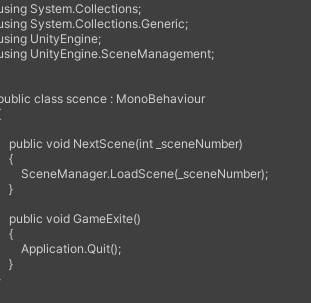 using System.Collections;
using System.Collections.Generic;
using UnityEngine;
using UnityEngine.SceneManagement;
public class scence : MonoBehaviour
{
public void NextScene(int _sceneNumber)
{
SceneManager.LoadScene(_sceneNumber);
}
public void GameExite()
{
Application.Quit();
}
}